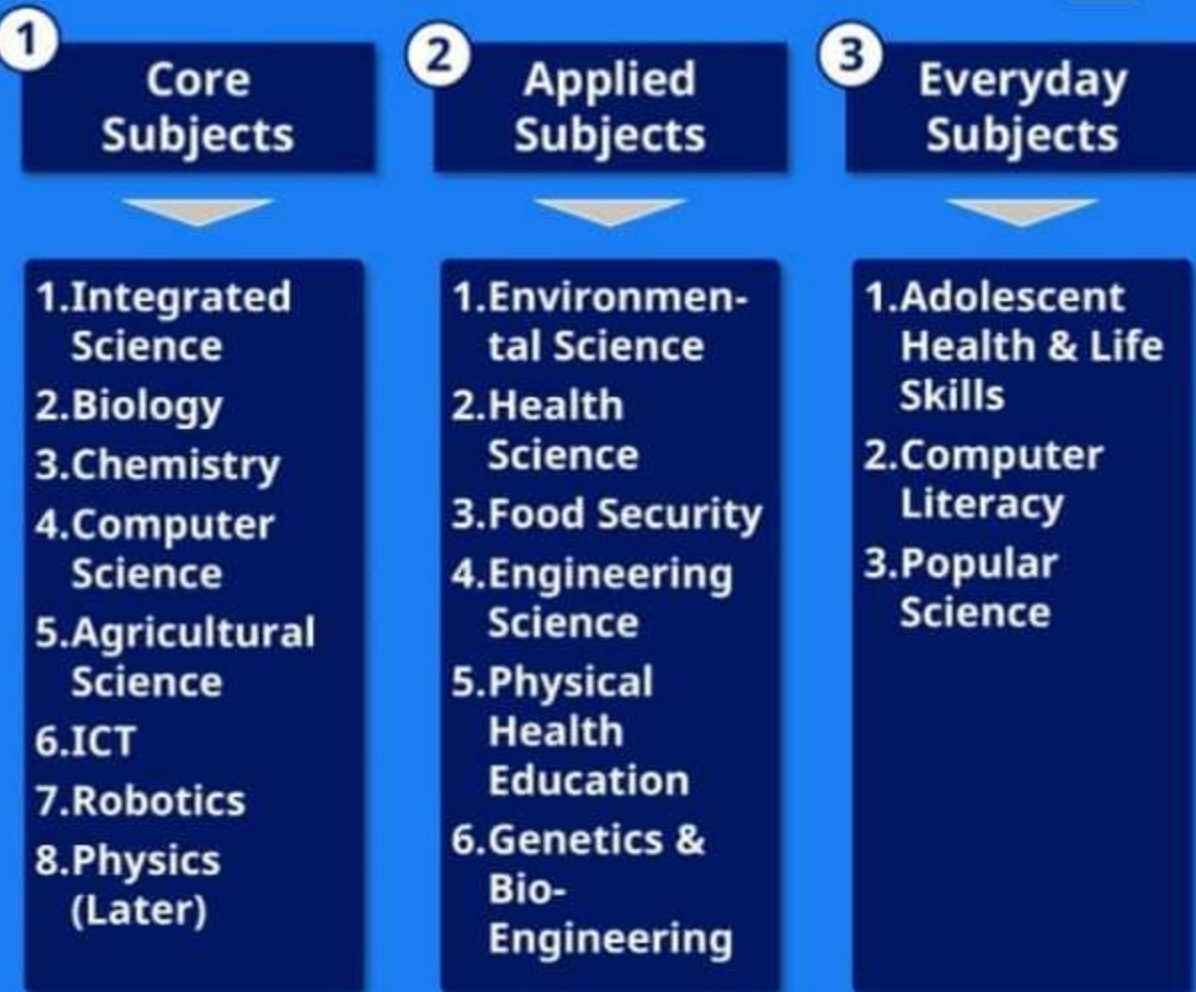 1
Core
Subjects
1.Integrated
Science
2.Biology
3.Chemistry
4.Computer
Science
5.Agricultural
Science
6.ICT
7.Robotics
8.Physics
(Later)
2
Applied
Subjects
1.Environmen-
tal Science
2.Health
Science
3.Food Security
4.Engineering
Science
5.Physical
Health
Education
6.Genetics &
Bio-
Engineering
3
Everyday
Subjects
1.Adolescent
Health & Life
Skills
2.Computer
Literacy
3.Popular
Science